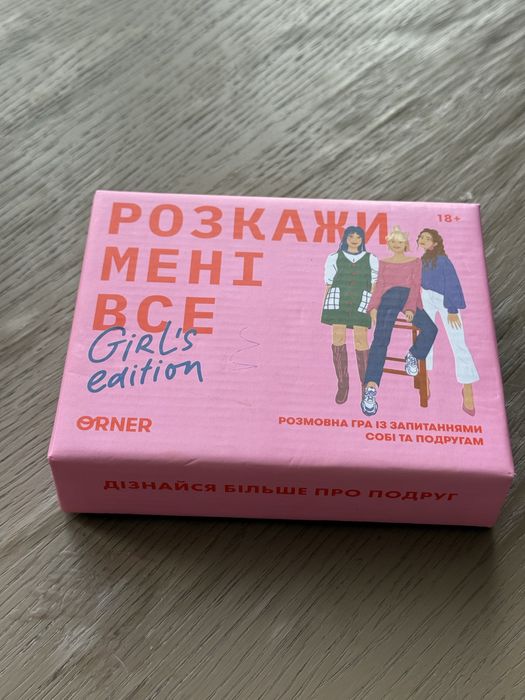 РОЗКАЖИ
МЕНІ
ВСЕ
GiRL's
edition
18+
ORNER
РОЗМОВНА ГРА ІЗ ЗАПИТАННЯМИ
СОБІ ТА ПОДРУГАМ
ДІЗНАЙСЯ БІЛЬШЕ ПРО ПОДРУГ